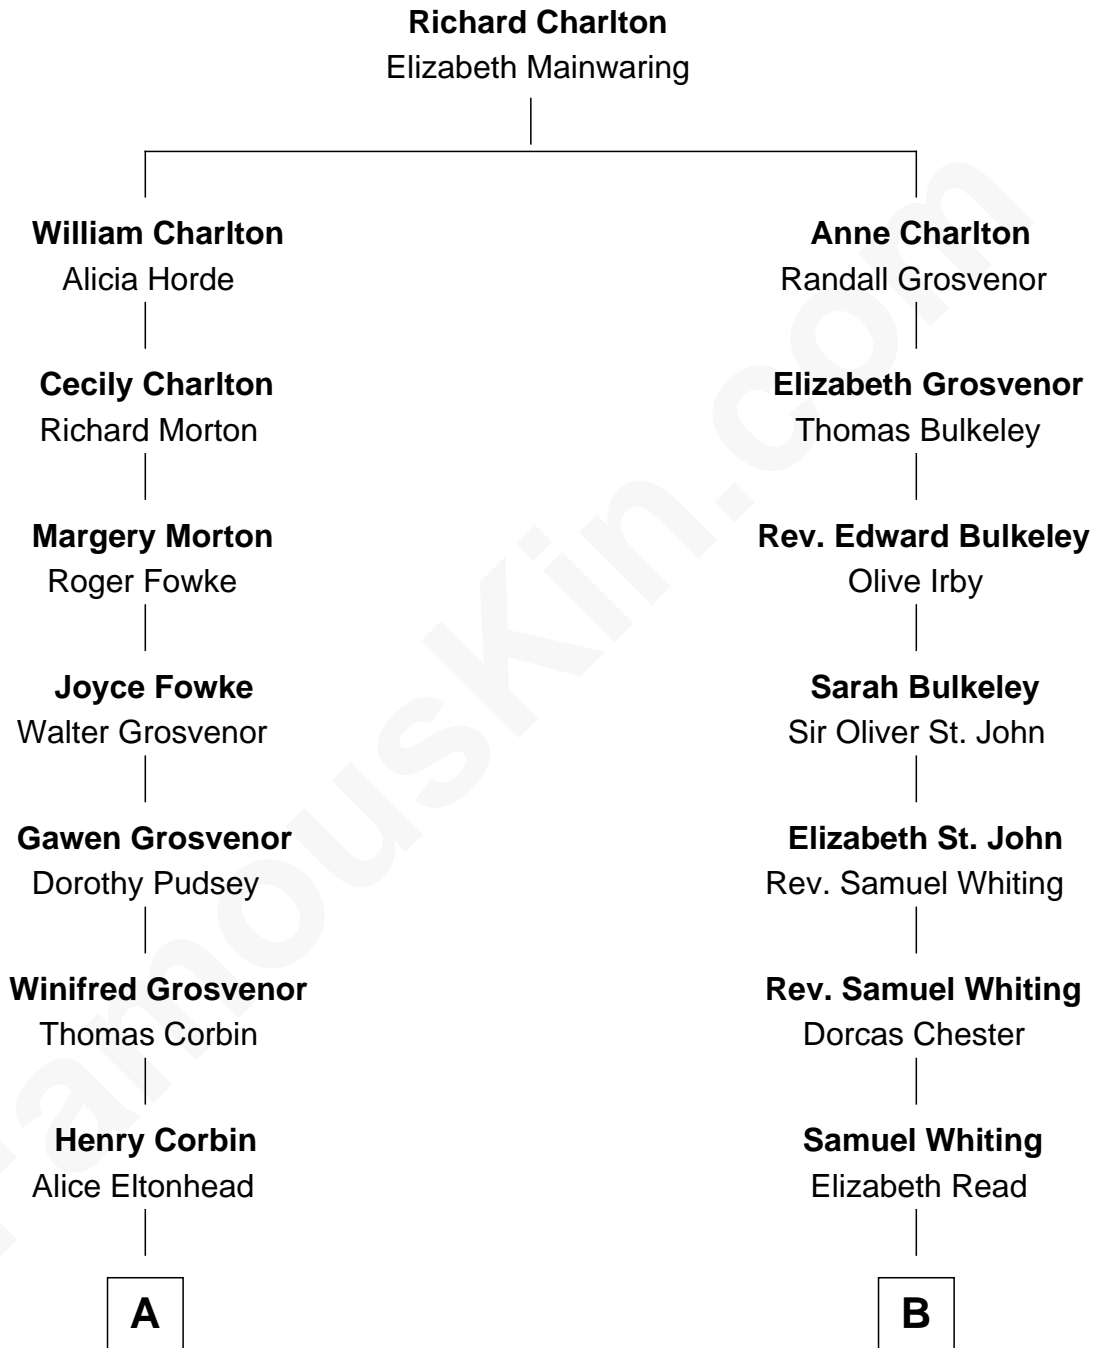 Richard Charlton
Elizabeth Mainwaring
William Charlton
Alicia Horde
Anne Charlton
Randall Grosvenor
Cecily Charlton
Richard Morton
Elizabeth Grosvenor
Thomas Bulkeley
Margery Morton
Roger Fowke
Rev. Edward Bulkeley
Olive Irby
Joyce Fowke
Walter Grosvenor
Sarah Bulkeley
Sir Oliver St. John
Gawen Grosvenor
Dorothy Pudsey
Elizabeth St. John
Rev. Samuel Whiting
Winifred Grosvenor
Thomas Corbin
Rev. Samuel Whiting
Dorcas Chester
Henry Corbin
Alice Eltonhead
Samuel Whiting
Elizabeth Read
A
B
FamousKin.com